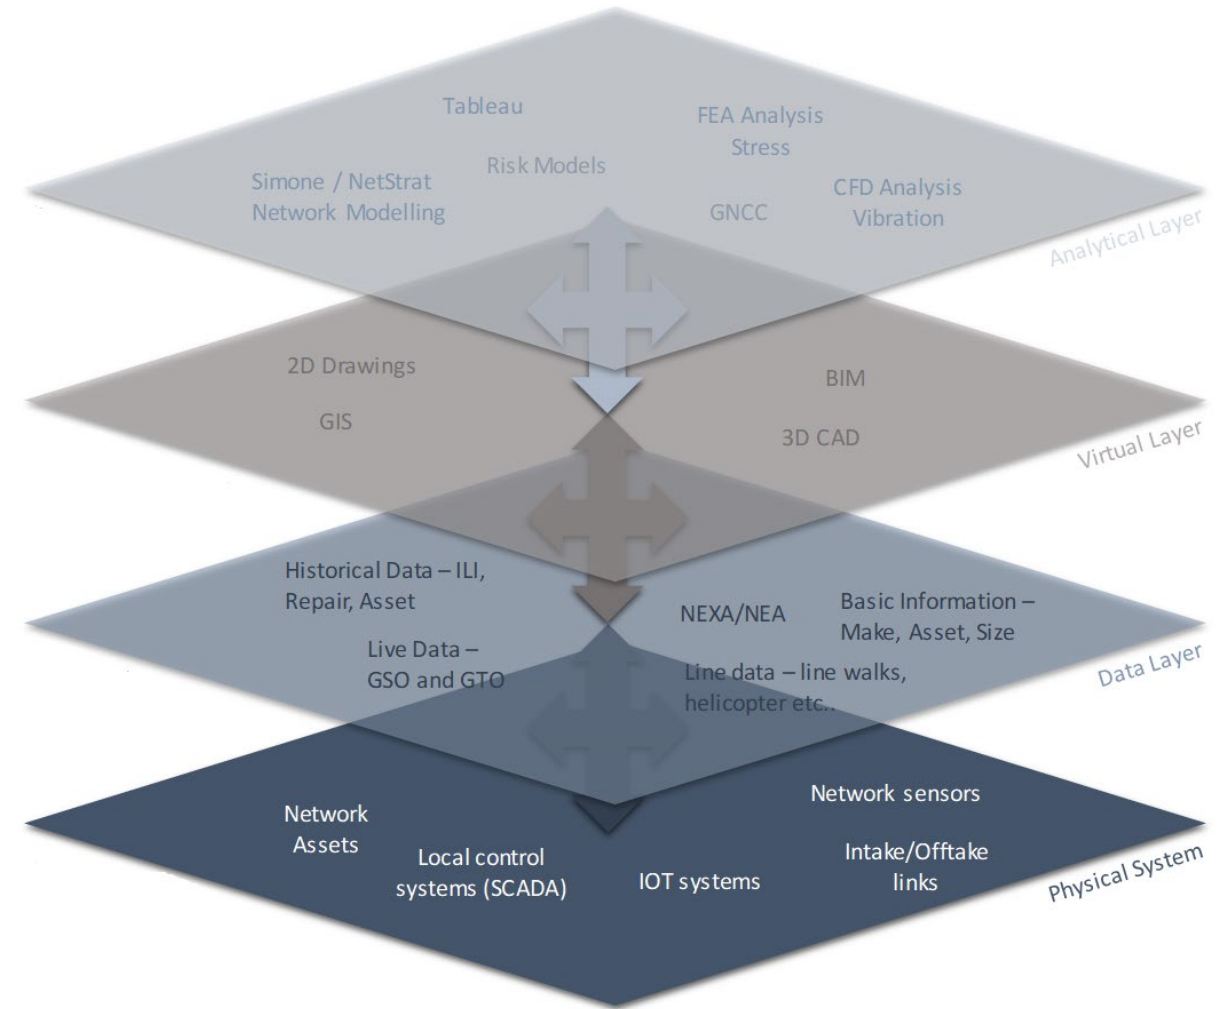 Tableau
FEA Analysis
Stress
Risk Models
Simone / NetStrat
Network Modelling
CFD Analysis
Vibration
GNCC
Analytical Layer
2D Drawings
BIM
GIS
3D CAD
Virtual Layer
Historical Data – ILI,
Repair, Asset
NEXA/NEA
Basic Information –
Make, Asset, Size
Live Data –
GSO and GTO
Line data – line walks,
helicopter etc..
Data Layer
Network
Assets
Network sensors
Local control
systems (SCADA)
IOT systems
Intake/Offtake
links
Physical System